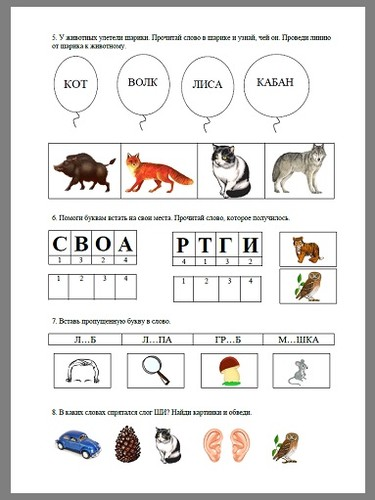 5. У животных улетели шарики. Прочитай слово в шарике и узнай, чей он. Проведи линию
от шарика к животному.
КОТ ВОЛК ЛИСА КАБАН
6. Помоги буквам встать на свои места. Прочитай слово, которое получилось.
С В О А Р Т Г И
1 3 2 4 4 1 3 2
1 2 3 4 1 2 3 4
7. Вставь пропущенную букву в слово.
Л…Б Л…ПА ГР…Б М…ШКА
8. В каких словах спрятался слог ШИ? Найди картинки и обведи.